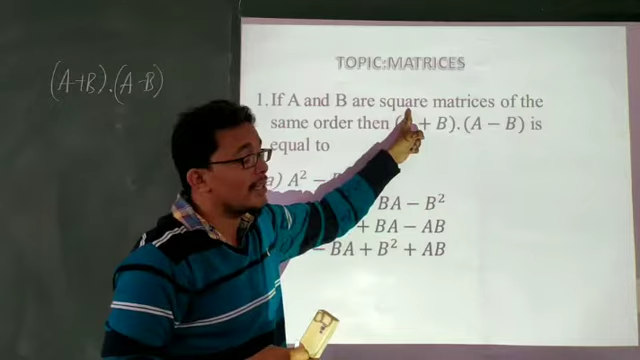 (A+B).(A-B)
TOPIC:MATRICES
1.If A and B are square matrices of the
same order then ( + B).(A − B) is
equal to
a) A² −
BA − B²
+ BA − AB
− BA + B² + AB